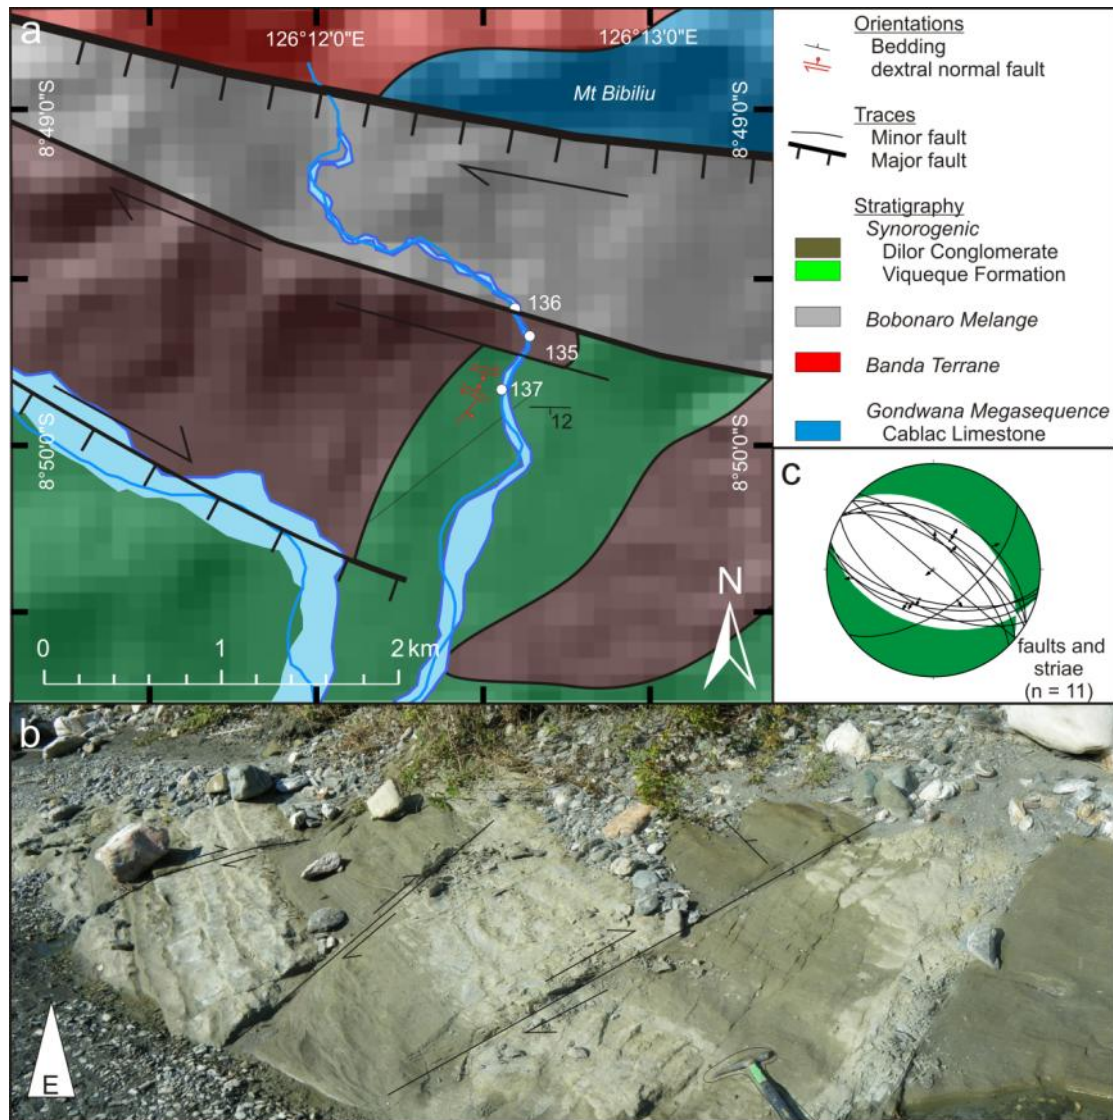 a
126°12'0"E
126°13'0"E
Mt Bibiliu
8°49'0"S
8°49'0"S
136
135
137
12
8°50'0"S
8°50'0"S
N
0 1 2 km
Orientations
Bedding
dextral normal fault
Traces
Minor fault
Major fault
Stratigraphy
Synorogenic
Dilor Conglomerate
Viqueque Formation
Bobonaro Melange
Banda Terrane
Gondwana Megasequence
Cablac Limestone
c
faults and
striae
(n = 11)
b
E